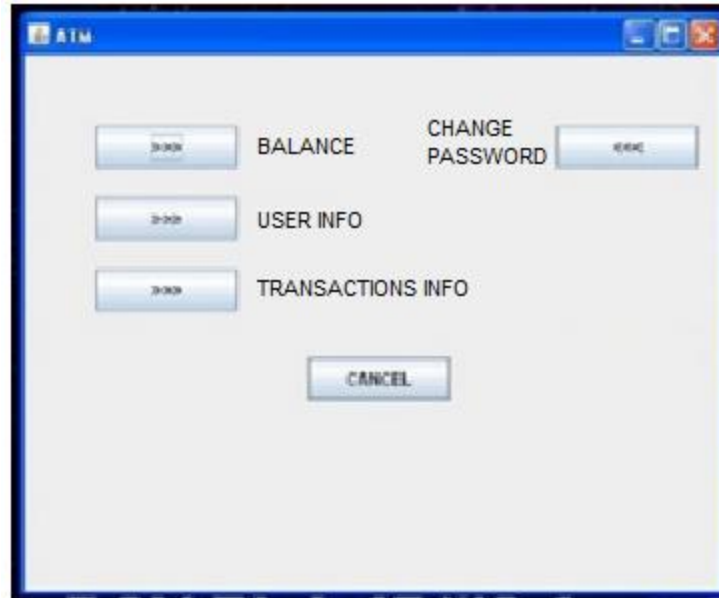 ATM
>>> BALANCE
CHANGE
PASSWORD <<<
>>> USER INFO
>>> TRANSACTIONS INFO
CANCEL